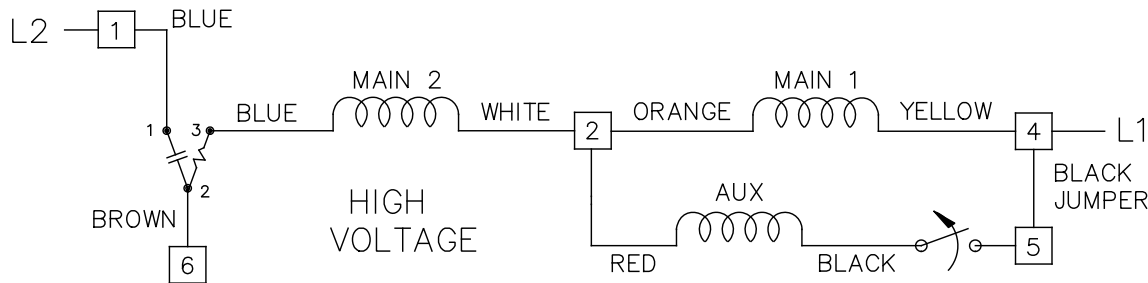 L2
1
BLUE
1
3
2
BROWN
6
BLUE
MAIN 2
WHITE
2
ORANGE
MAIN 1
YELLOW
4
L1
HIGH
VOLTAGE
RED
AUX
BLACK
5
BLACK
JUMPER